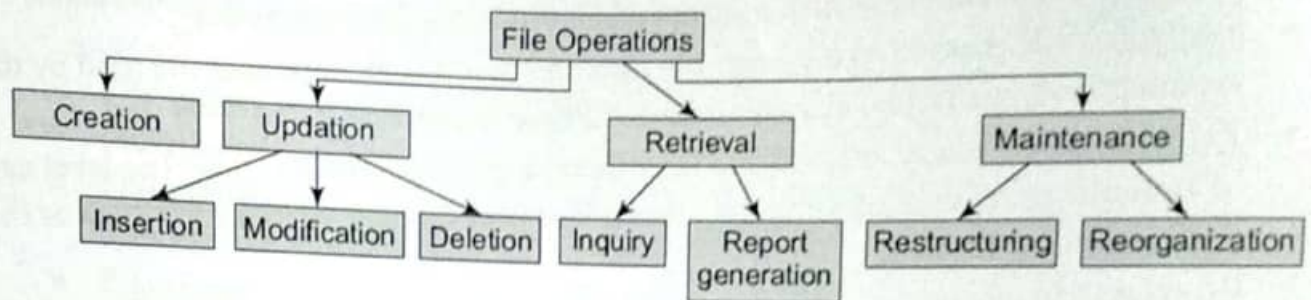 File Operations
Creation
Updation
Retrieval
Maintenance
Insertion
Modification
Deletion
Inquiry
Report
generation
Restructuring
Reorganization